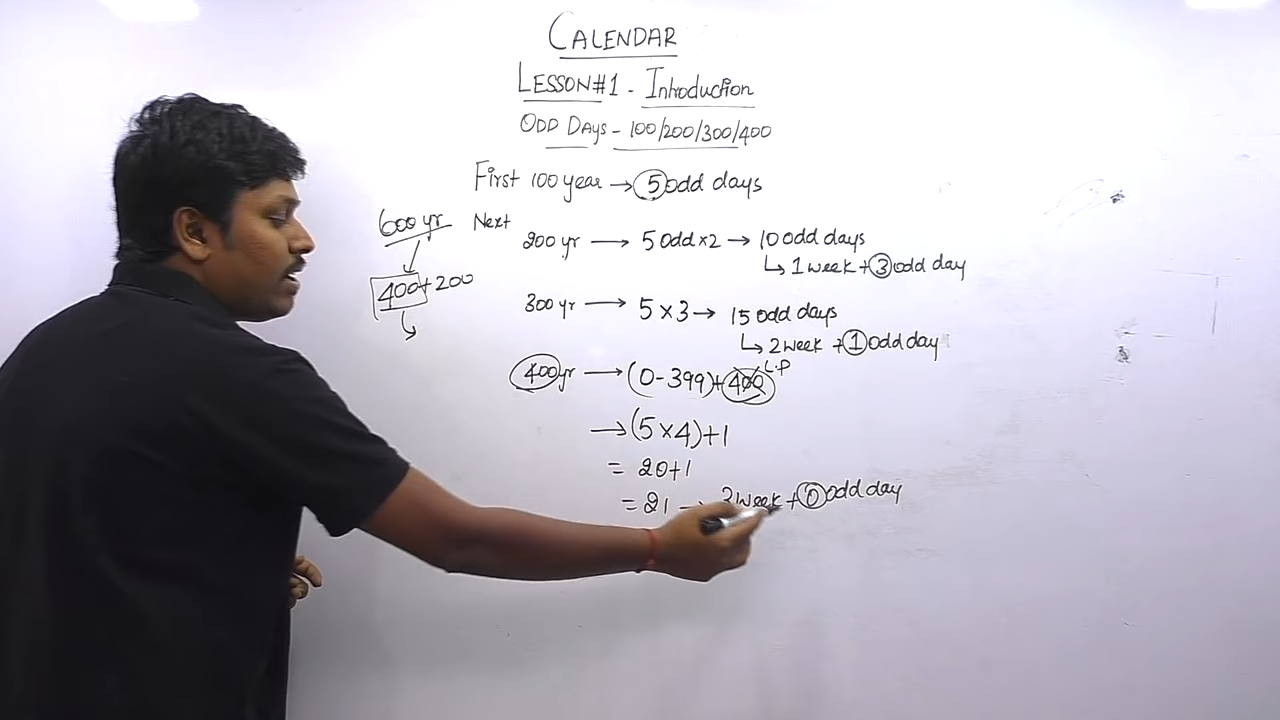 CALENDAR
LESSON#1 - Introduction
ODD DAYS - 100/200/300/400
First 100 year → 5 odd days
600 yr
400 + 200
Next
200 yr → 5 Odd × 2 → 10 odd days
↳ 1 week + 3 odd day
300 yr → 5 × 3 → 15 odd days
↳ 2 week + 1 Odd day
400 yr → (0-399) + 400 L.P
→ (5 × 4) + 1
= 20+1
= 21 → 3 week + 0 Odd day